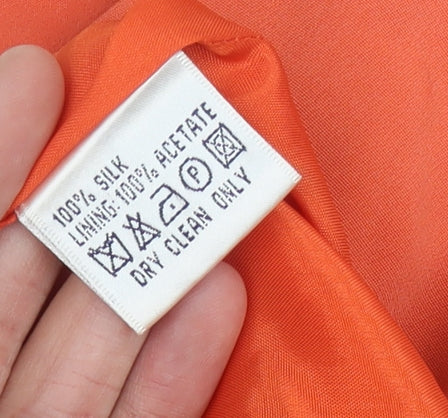 100% SILK
LINING:100% ACETATE
P
DRY CLEAN ONLY